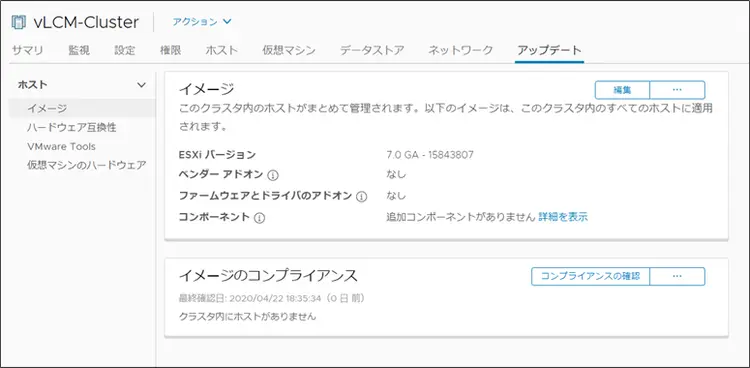 vLCM-Cluster アクション
サマリ 監視 設定 権限 ホスト 仮想マシン データストア ネットワーク アップデート
ホスト
イメージ
ハードウェア互換性
VMware Tools
仮想マシンのハードウェア
イメージ 編集 …
このクラスタ内のホストがまとめて管理されます。以下のイメージは、このクラスタ内のすべてのホストに適用
されます。
ESXi バージョン 7.0 GA - 15843807
ベンダー アドオン なし
ファームウェアとドライバのアドオン なし
コンポーネント 追加コンポーネントがありません 詳細を表示
イメージのコンプライアンス コンプライアンスの確認 …
最終確認日: 2020/04/22 18:35:34（0 日 前）
クラスタ内にホストがありません